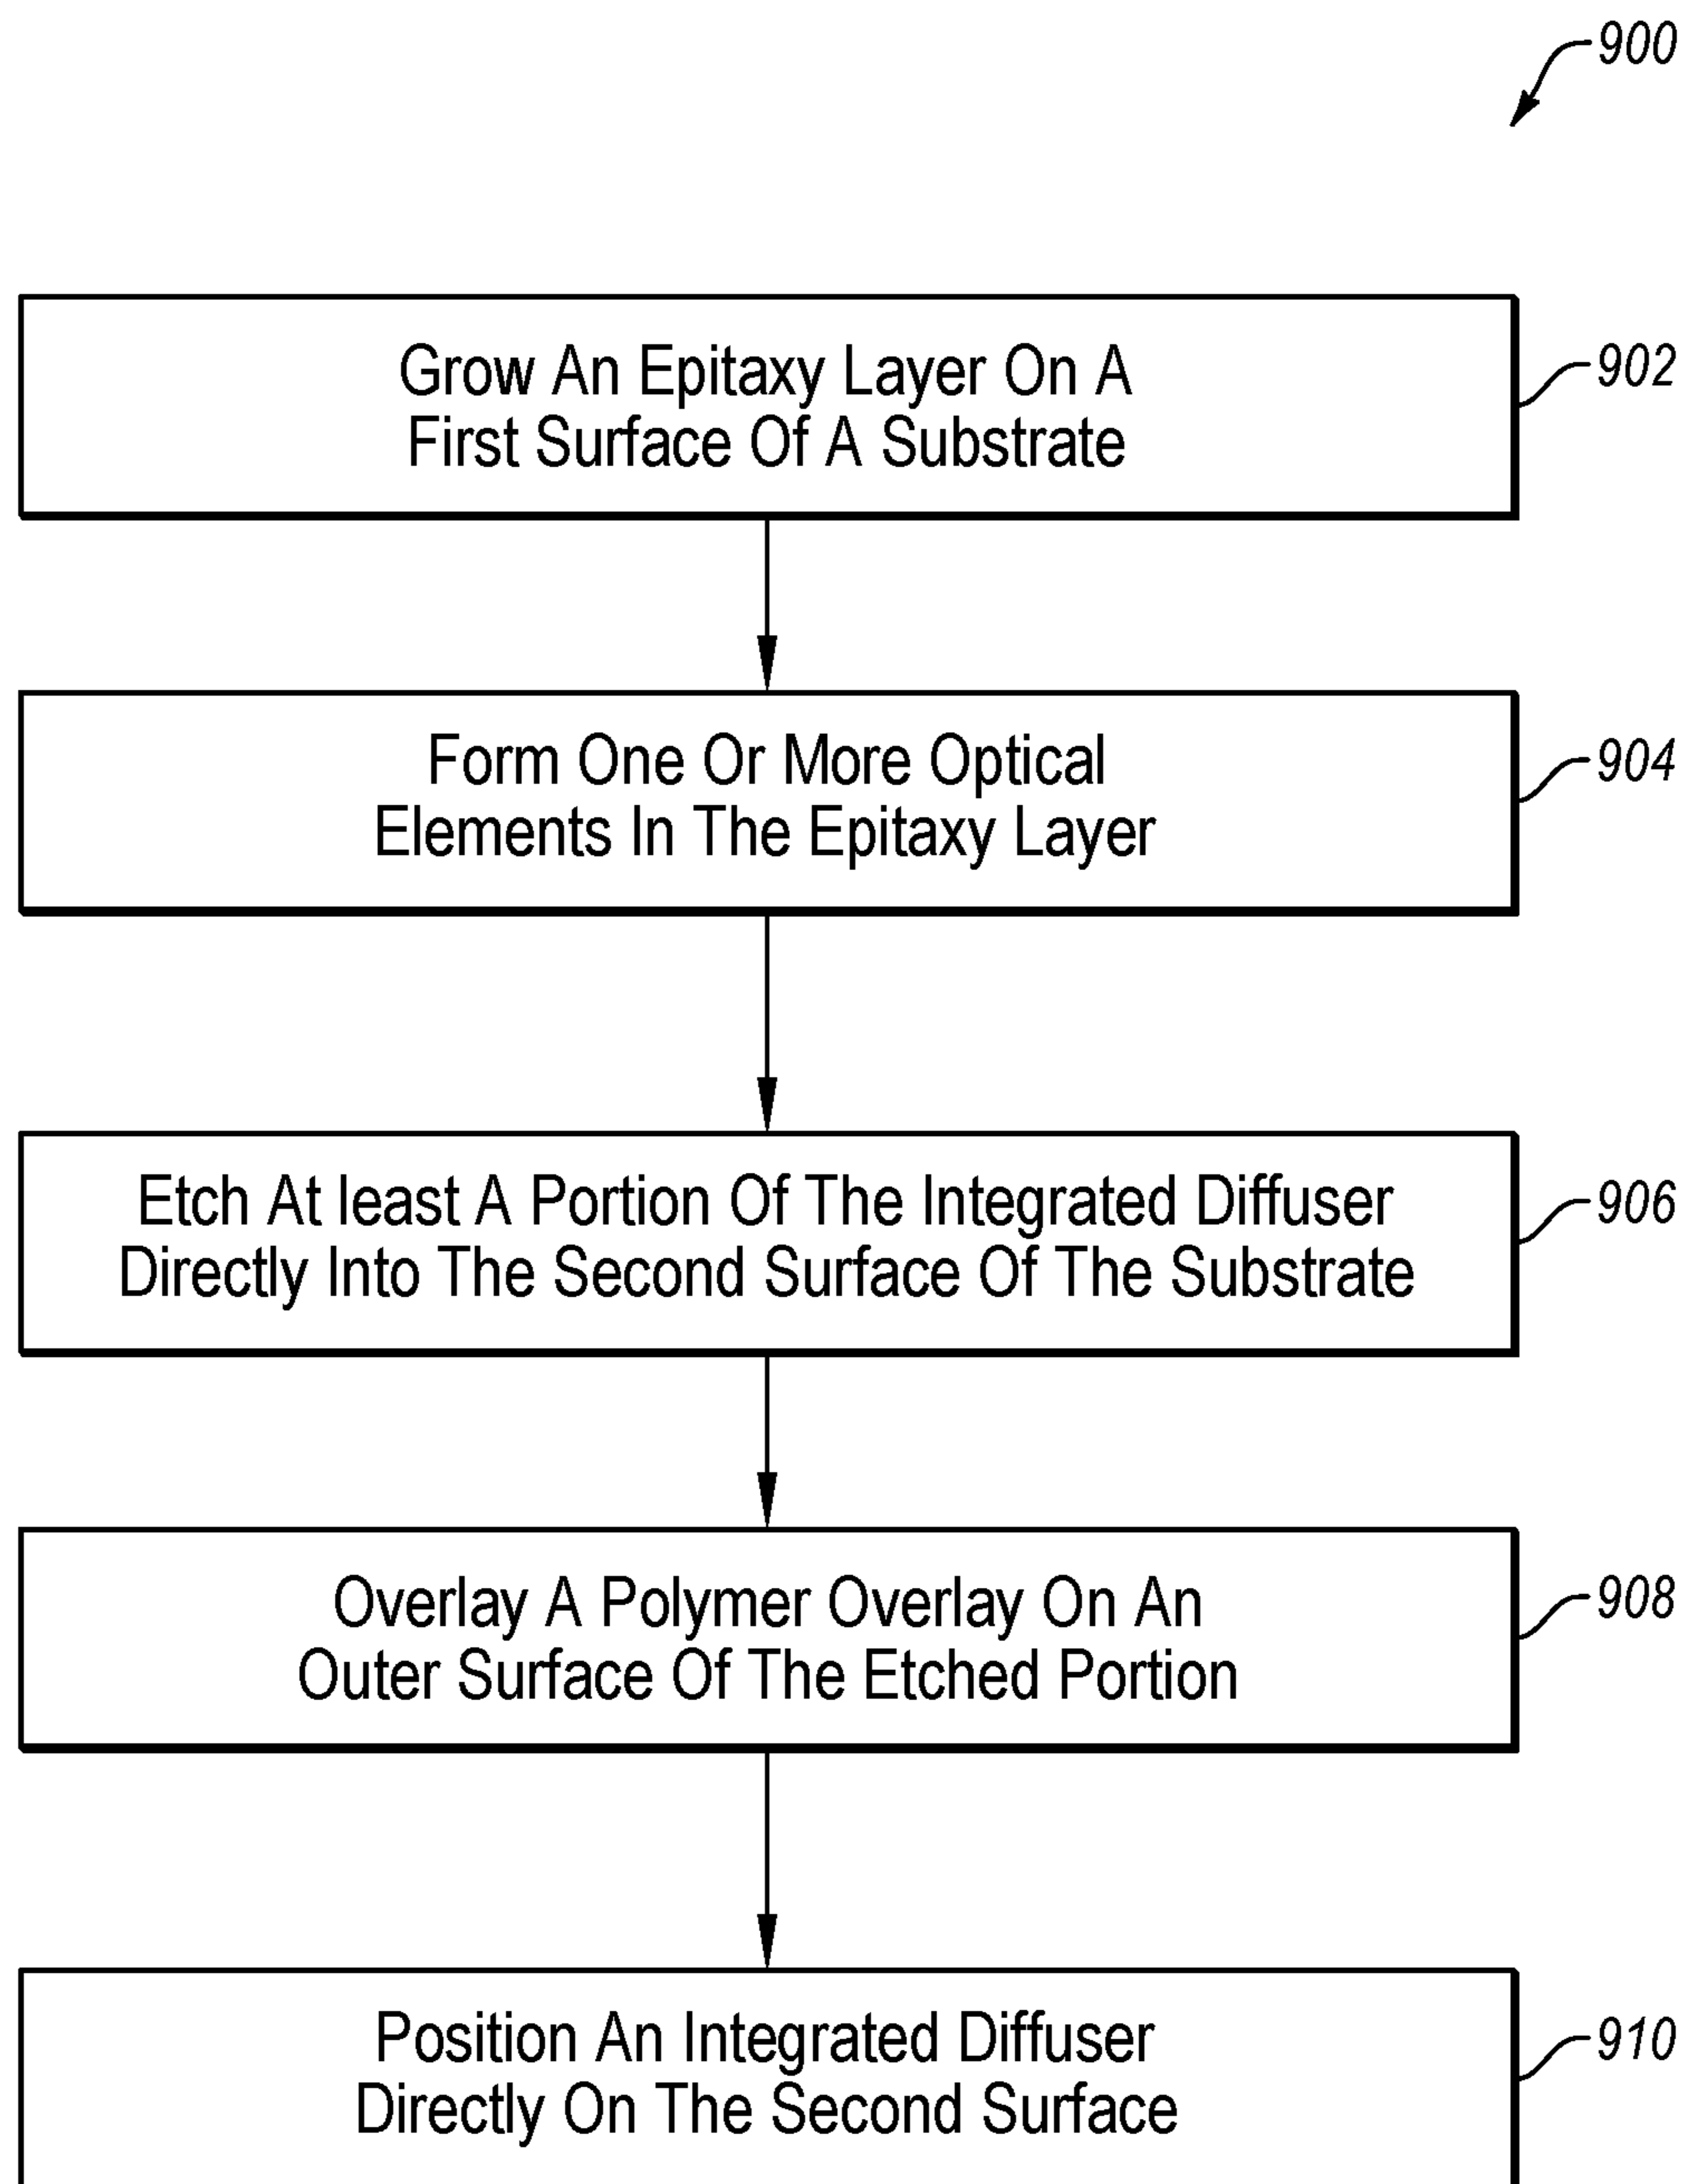 900
Grow An Epitaxy Layer On A
First Surface Of A Substrate
902
Form One Or More Optical
Elements In The Epitaxy Layer
904
Etch At least A Portion Of The Integrated Diffuser
Directly Into The Second Surface Of The Substrate
906
Overlay A Polymer Overlay On An
Outer Surface Of The Etched Portion
908
Position An Integrated Diffuser
Directly On The Second Surface
910